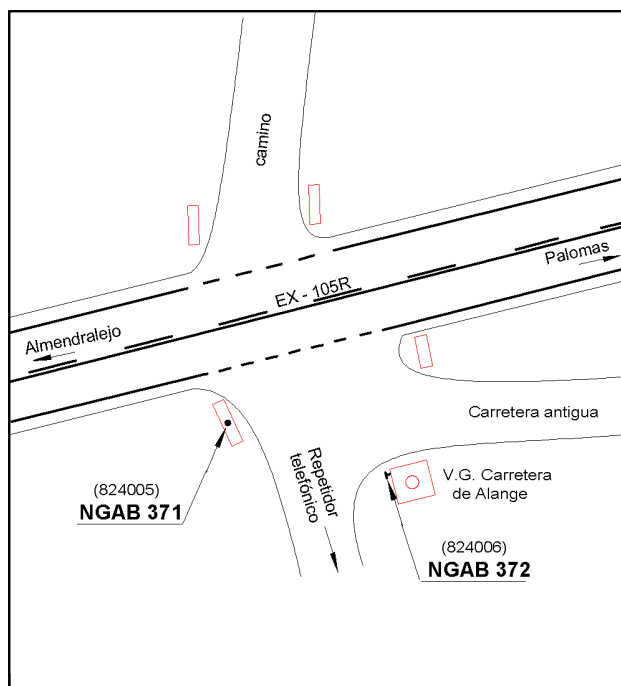 camino
Palomas
EX - 105R
Almendralejo
Carretera antigua
Repetidor
telefónico
V.G. Carretera
de Alange
(824005)
NGAB 371
(824006)
NGAB 372